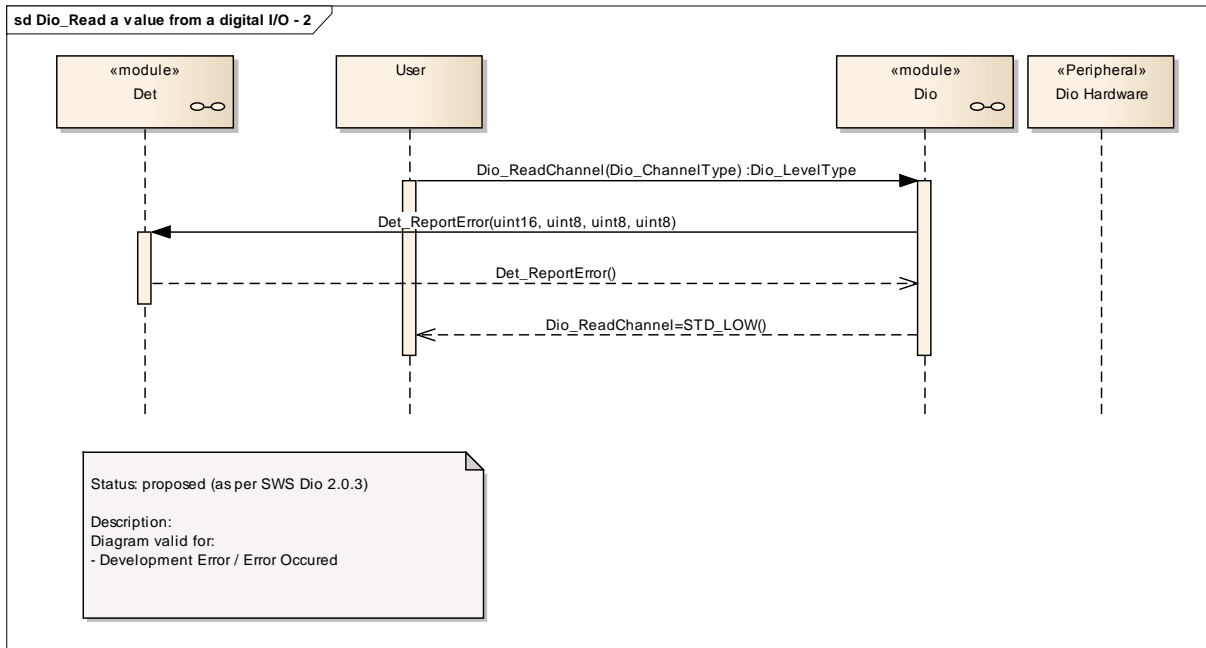 sd Dio_Read a value from a digital I/O - 2
«module»
Det
User
«module»
Dio
«Peripheral»
Dio Hardware
Dio_ReadChannel(Dio_ChannelType) :Dio_LevelType
Det_ReportError(uint16, uint8, uint8, uint8)
Det_ReportError()
Dio_ReadChannel=STD_LOW()
Status: proposed (as per SWS Dio 2.0.3)
Description:
Diagram valid for:
- Development Error / Error Occured